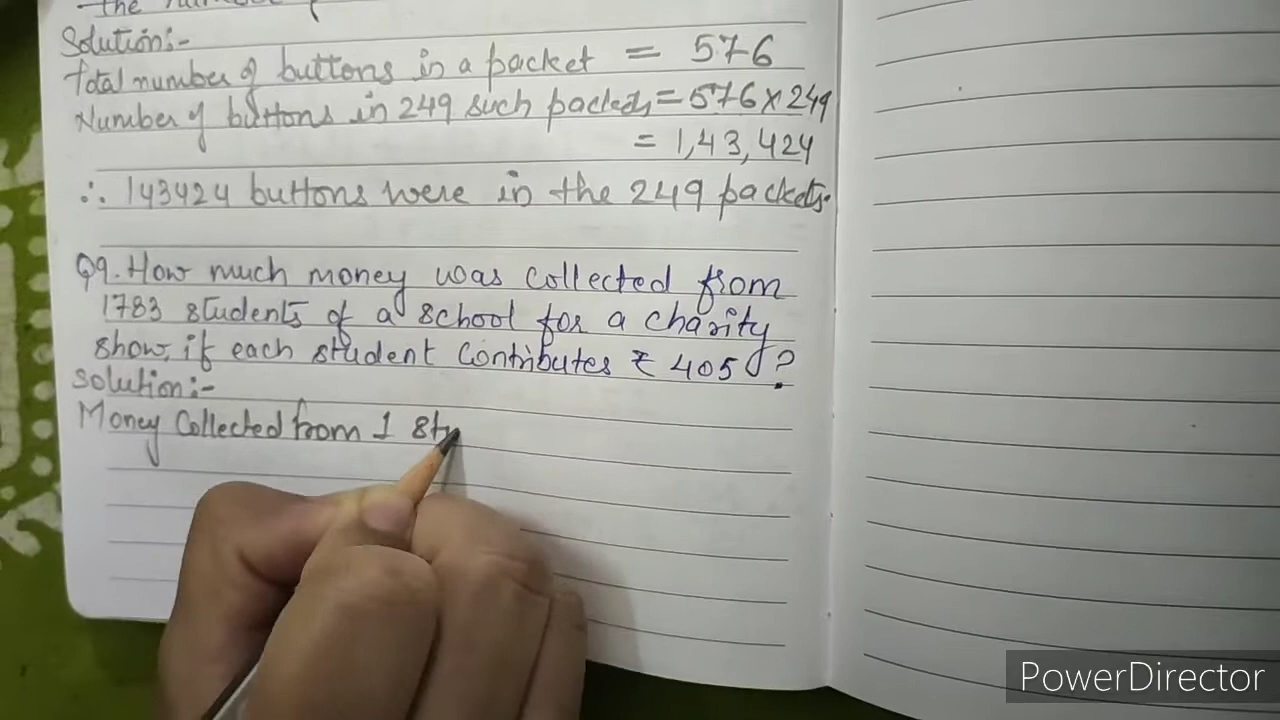 the
Solution:-
Total number of buttons in a packet = 576
Number of buttons in 249 such packets = 576 × 249
= 1,43,424
∴ 143424 buttons were in the 249 packets.
Q9. How much money was collected from
1783 students of a school for a charity
show, if each student contributes ₹ 405?
Solution:-
Money Collected from 1 stu
PowerDirector